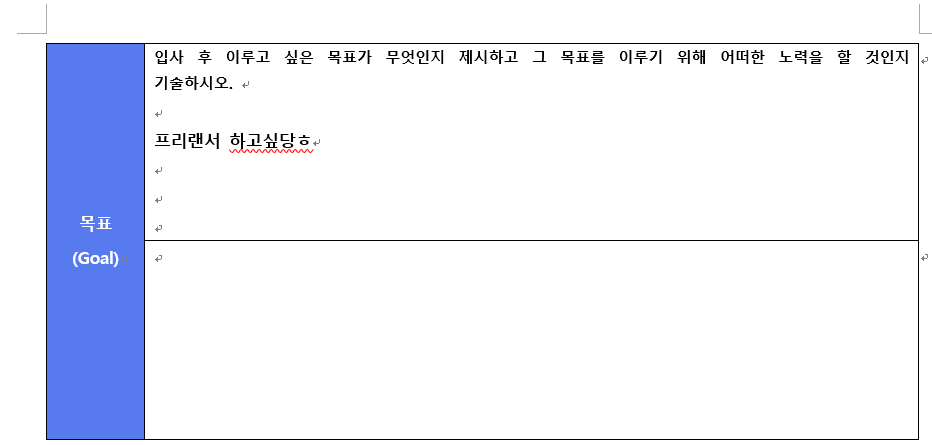 입사 후 이루고 싶은 목표가 무엇인지 제시하고 그 목표를 이루기 위해 어떠한 노력을 할 것인지
기술하시오.
프리랜서 하고싶당ㅎ
목표
(Goal)